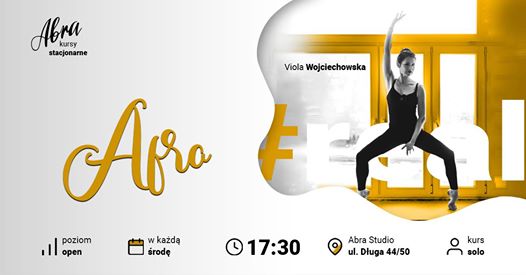 Abra
kursy
stacjonarne
Viola Wojciechowska
Afro
#real
poziom
open
w każdą
środę
17:30
Abra Studio
ul. Długa 44/50
kurs
solo